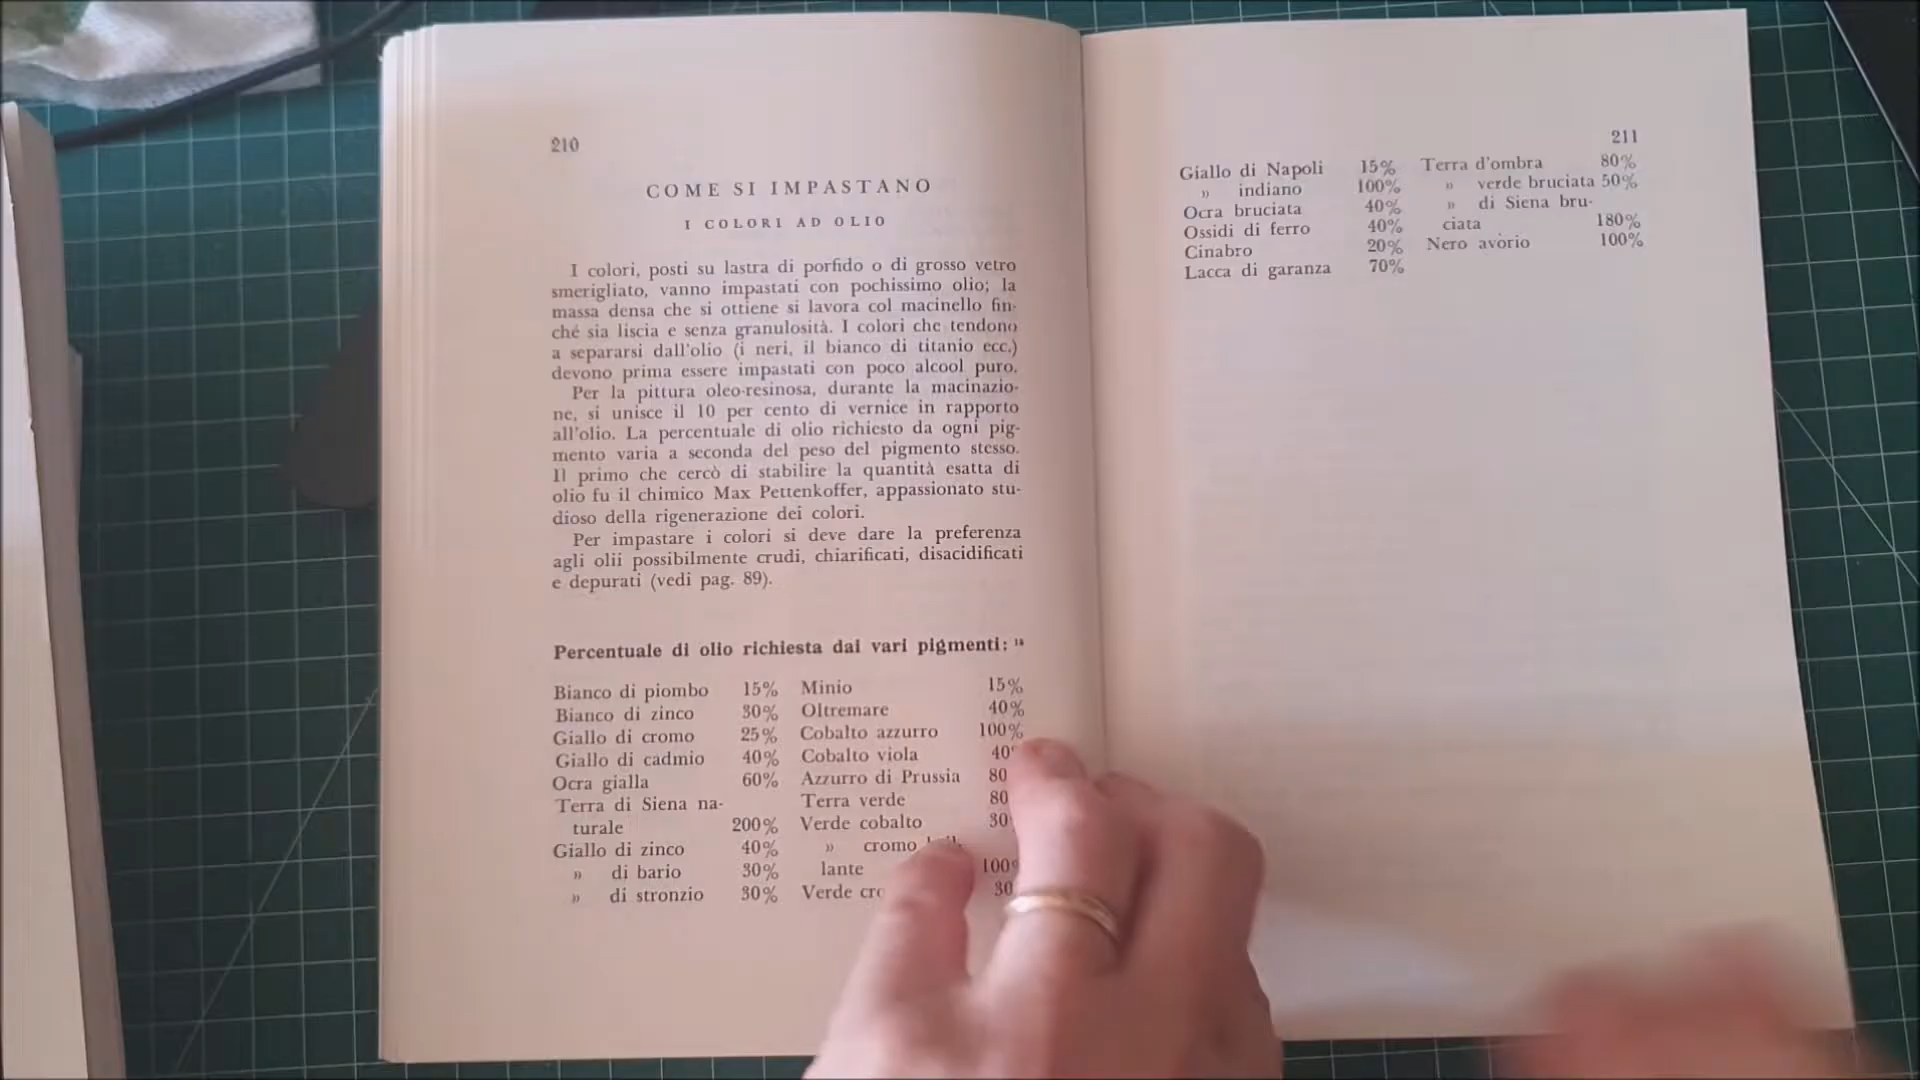 210
COME SI IMPASTANO
I COLORI AD OLIO
I colori, posti su lastra di porfido o di grosso vetro
smerigliato, vanno impastati con pochissimo olio; la
massa densa che si ottiene si lavora col macinello fin-
ché sia liscia e senza granulosità. I colori che tendono
a separarsi dall'olio (i neri, il bianco di titanio ecc.)
devono prima essere impastati con poco alcool puro.
Per la pittura oleo-resinosa, durante la macinazio-
ne, si unisce il 10 per cento di vernice in rapporto
all'olio. La percentuale di olio richiesto da ogni pig-
mento varia a seconda del peso del pigmento stesso.
Il primo che cercò di stabilire la quantità esatta di
olio fu il chimico Max Pettenkoffer, appassionato stu-
dioso della rigenerazione dei colori.
Per impastare i colori si deve dare la preferenza
agli olii possibilmente crudi, chiarificati, disacidificati
e depurati (vedi pag. 89).
Percentuale di olio richiesta dai vari pigmenti:
Bianco di piombo 15%
Bianco di zinco 30%
Giallo di cromo 25%
Giallo di cadmio 40%
Ocra gialla 60%
Terra di Siena na-
turale 200%
Giallo di zinco 40%
» di bario 30%
» di stronzio 30%
Minio 15%
Oltremare 40%
Cobalto azzurro 100%
Cobalto viola 40
Azzurro di Prussia 80
Terra verde 80
Verde cobalto 30
» cromo
lante 100
Verde 30
211
Giallo di Napoli 15%
» indiano 100%
Ocra bruciata 40%
Ossidi di ferro 40%
Cinabro 20%
Lacca di garanza 70%
Terra d'ombra 80%
» verde bruciata 50%
» di Siena bru-
ciata 180%
Nero avorio 100%